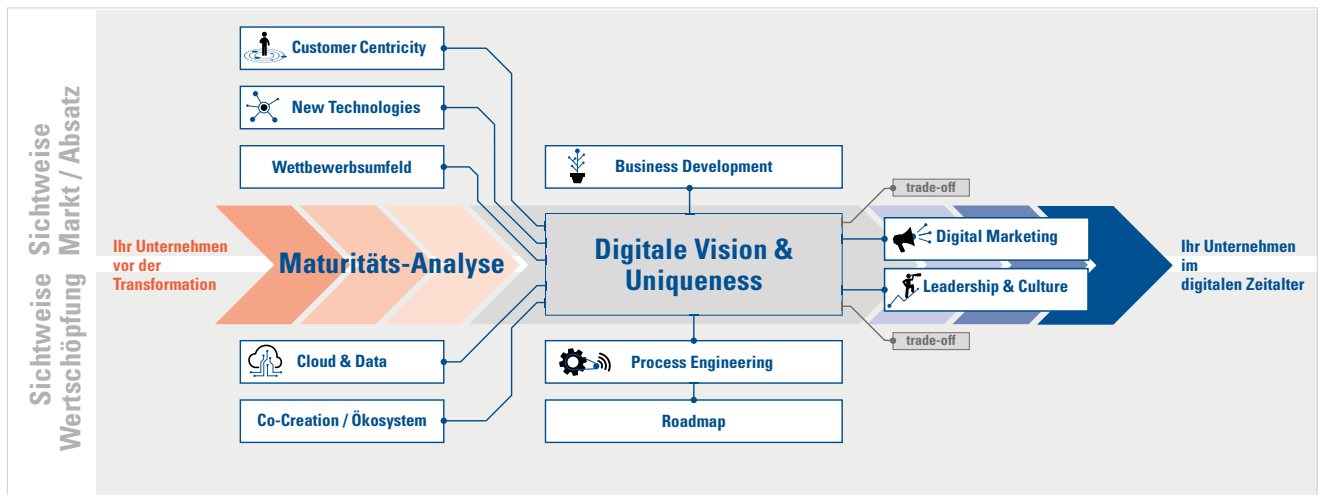 Sichtweise
Markt / Absatz
Sichtweise
Wertschöpfung
Customer Centricity
New Technologies
Wettbewerbsumfeld
Business Development
trade-off
Ihr Unternehmen
vor der
Transformation
Maturitäts-Analyse
Digitale Vision &
Uniqueness
Digital Marketing
Leadership & Culture
Ihr Unternehmen
im
digitalen Zeitalter
trade-off
Cloud & Data
Process Engineering
Co-Creation / Ökosystem
Roadmap